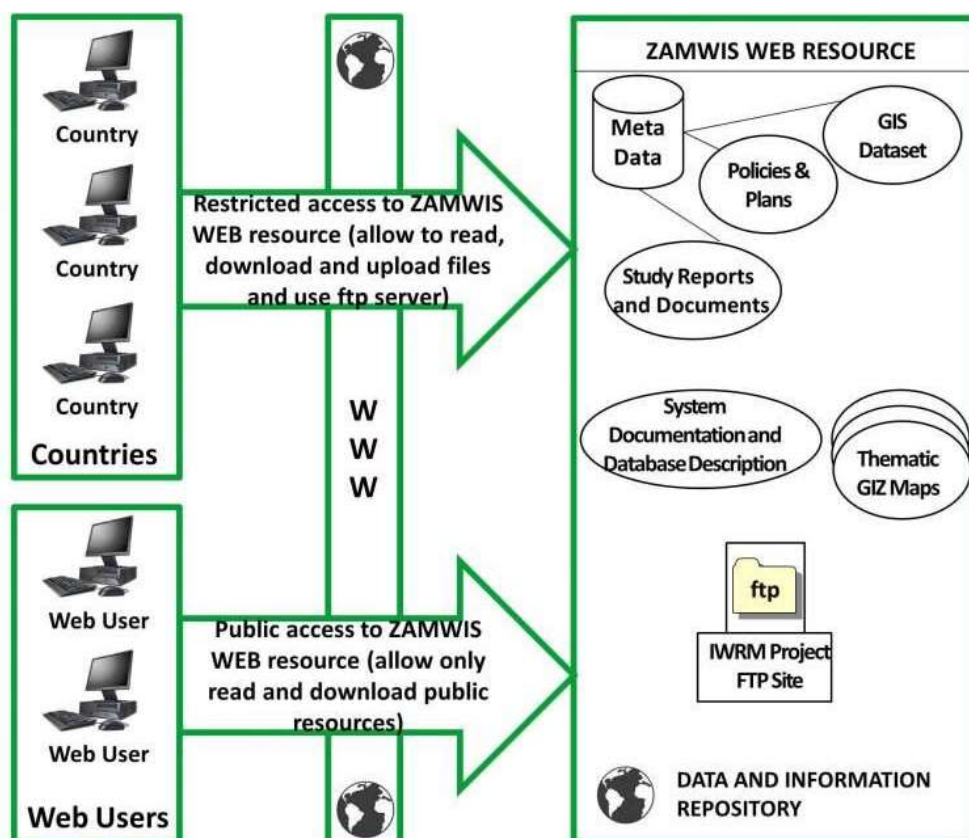 Country
Country
Country
Countries
Web User
Web User
Web Users
Restricted access to ZAMWIS
WEB resource (allow to read,
download and upload files
and use ftp server)
W
W
W
Public access to ZAMWIS
WEB resource (allow only
read and download public
resources)
ZAMWIS WEB RESOURCE
Meta
Data
GIS
Dataset
Policies &
Plans
Study Reports
and Documents
System
Documentation and
Database Description
Thematic
GIZ Maps
ftp
IWRM Project
FTP Site
DATA AND INFORMATION
REPOSITORY